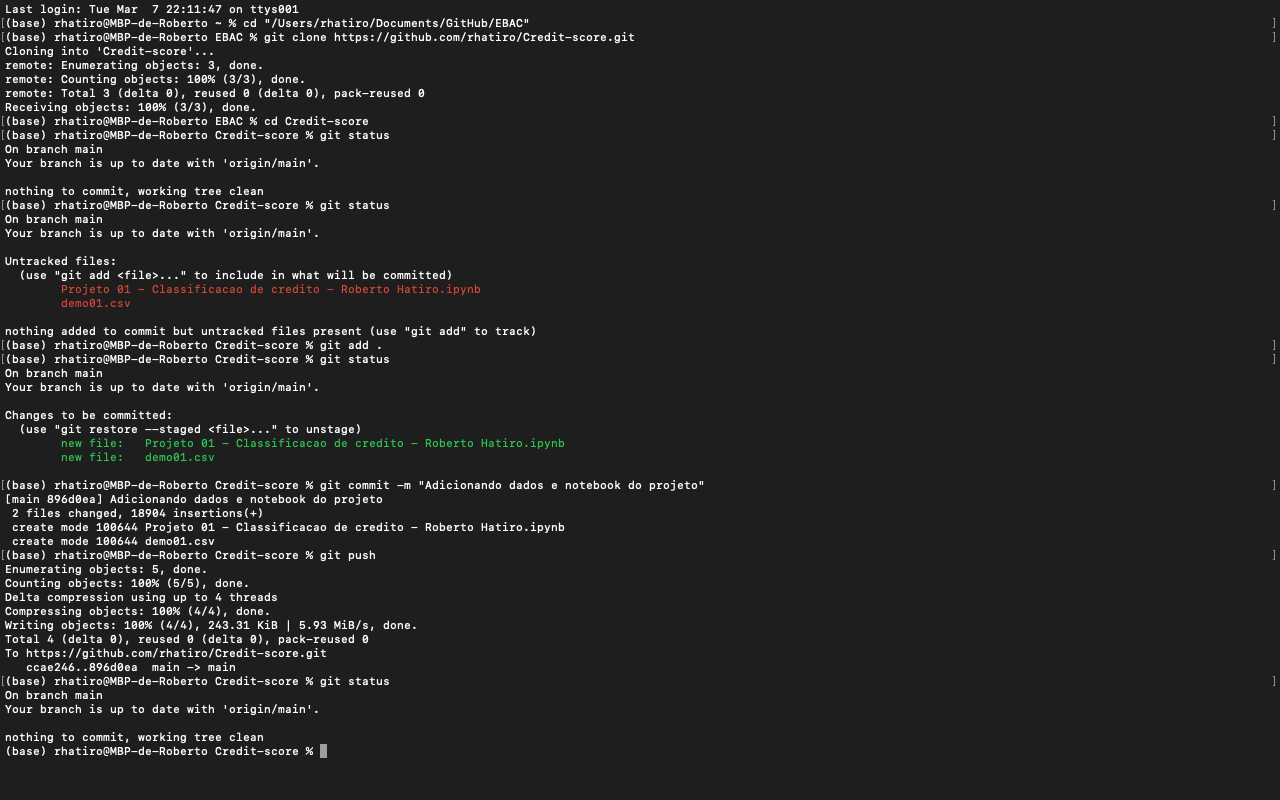 Last login: Tue Mar  7 22:11:47 on ttys001
[(base) rhatiro@MBP-de-Roberto ~ % cd "/Users/rhatiro/Documents/GitHub/EBAC" ]
[(base) rhatiro@MBP-de-Roberto EBAC % git clone https://github.com/rhatiro/Credit-score.git ]
Cloning into 'Credit-score'...
remote: Enumerating objects: 3, done.
remote: Counting objects: 100% (3/3), done.
remote: Total 3 (delta 0), reused 0 (delta 0), pack-reused 0
Receiving objects: 100% (3/3), done.
[(base) rhatiro@MBP-de-Roberto EBAC % cd Credit-score ]
[(base) rhatiro@MBP-de-Roberto Credit-score % git status ]
On branch main
Your branch is up to date with 'origin/main'.

nothing to commit, working tree clean
[(base) rhatiro@MBP-de-Roberto Credit-score % git status ]
On branch main
Your branch is up to date with 'origin/main'.

Untracked files:
  (use "git add <file>..." to include in what will be committed)
        Projeto 01 - Classificacao de credito - Roberto Hatiro.ipynb
        demo01.csv

nothing added to commit but untracked files present (use "git add" to track)
[(base) rhatiro@MBP-de-Roberto Credit-score % git add . ]
[(base) rhatiro@MBP-de-Roberto Credit-score % git status ]
On branch main
Your branch is up to date with 'origin/main'.

Changes to be committed:
  (use "git restore --staged <file>..." to unstage)
        new file:   Projeto 01 - Classificacao de credito - Roberto Hatiro.ipynb
        new file:   demo01.csv

[(base) rhatiro@MBP-de-Roberto Credit-score % git commit -m "Adicionando dados e notebook do projeto"
[main 896d0ea] Adicionando dados e notebook do projeto
 2 files changed, 18904 insertions(+)
 create mode 100644 Projeto 01 - Classificacao de credito - Roberto Hatiro.ipynb
 create mode 100644 demo01.csv
[(base) rhatiro@MBP-de-Roberto Credit-score % git push ]
Enumerating objects: 5, done.
Counting objects: 100% (5/5), done.
Delta compression using up to 4 threads
Compressing objects: 100% (4/4), done.
Writing objects: 100% (4/4), 243.31 KiB | 5.93 MiB/s, done.
Total 4 (delta 0), reused 0 (delta 0), pack-reused 0
To https://github.com/rhatiro/Credit-score.git
   ccae246..896d0ea  main -> main
[(base) rhatiro@MBP-de-Roberto Credit-score % git status ]
On branch main
Your branch is up to date with 'origin/main'.

nothing to commit, working tree clean
(base) rhatiro@MBP-de-Roberto Credit-score %